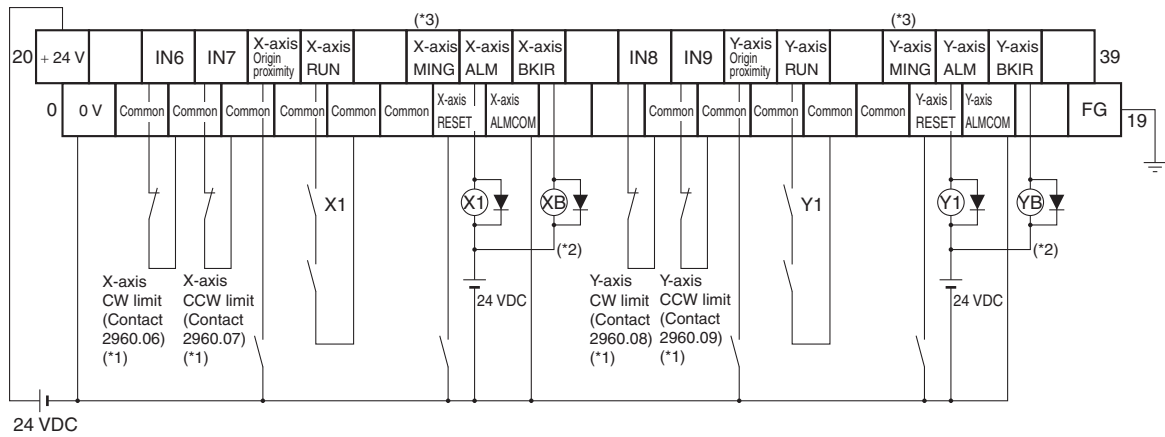 (*3) (*3)
20 + 24 V IN6 IN7 X-axis Origin proximity X-axis RUN X-axis MING X-axis ALM X-axis BKIR IN8 IN9 Y-axis Origin proximity Y-axis RUN Y-axis MING Y-axis ALM Y-axis BKIR 39
0 0 V Common Common Common Common Common Common X-axis RESET X-axis ALMCOM Common Common Common Common Common Y-axis RESET Y-axis ALMCOM FG 19
X1 X1 XB Y1 Y1 YB
(*2) (*2)
X-axis
CW limit
(Contact
2960.06)
(*1)
X-axis
CCW limit
(Contact
2960.07)
(*1)
24 VDC
Y-axis
CW limit
(Contact
2960.08)
(*1)
Y-axis
CCW limit
(Contact
2960.09)
(*1)
24 VDC
24 VDC